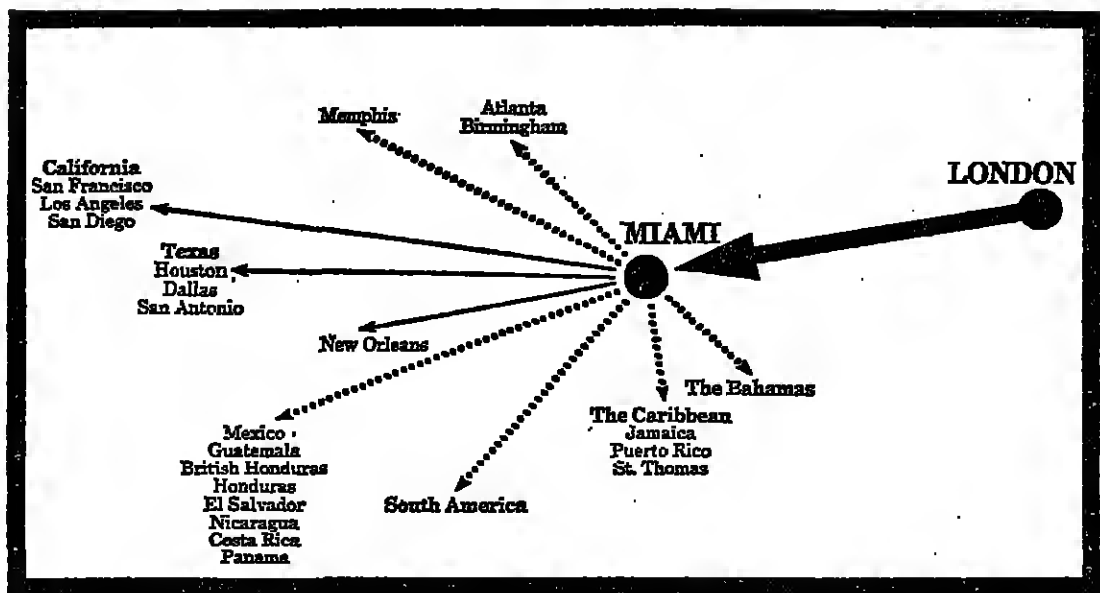 Memphis
Atlanta
Birmingham
California
San Francisco
Los Angeles
San Diego
LONDON
MIAMI
Texas
Houston
Dallas
San Antonio
New Orleans
The Bahamas
The Caribbean
Jamaica
Puerto Rico
St. Thomas
Mexico
Guatemala
British Honduras
Honduras
El Salvador
Nicaragua
Costa Rica
Panama
South America